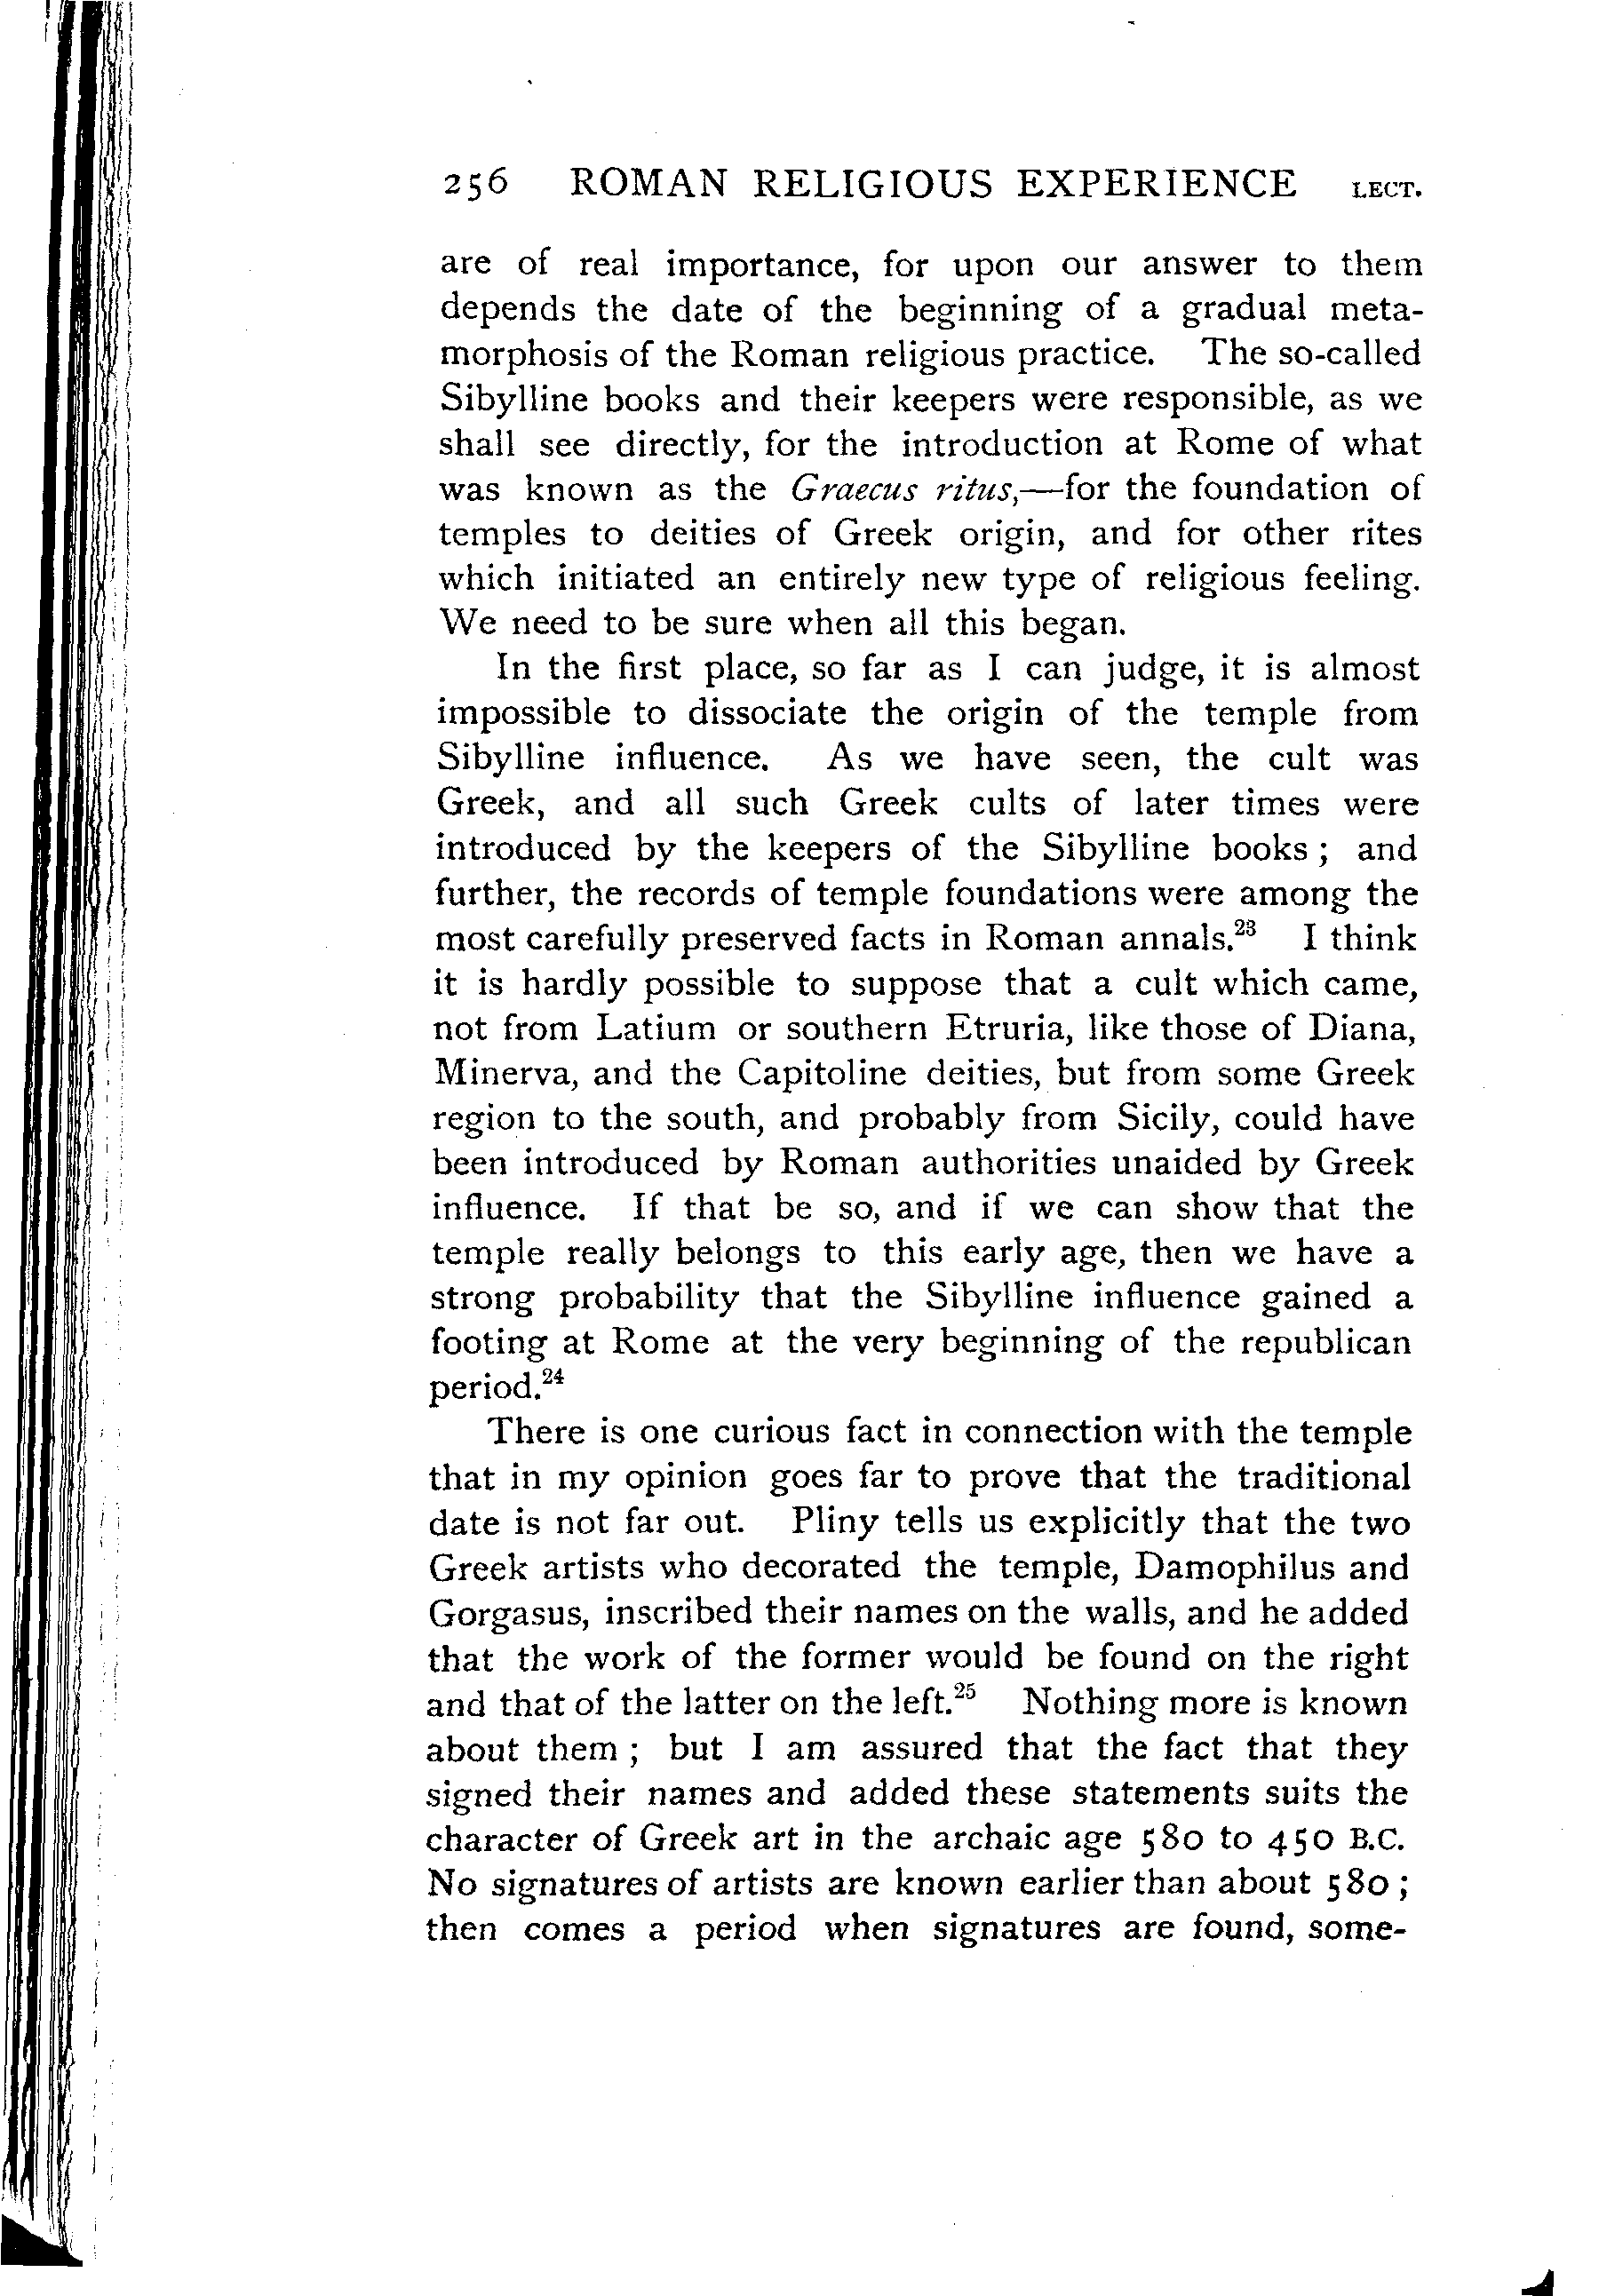 256 ROMAN RELIGIOUS EXPERIENCE LECT.
are of real importance, for upon our answer to them
depends the date of the beginning of a gradual meta-
morphosis of the Roman religious practice. The so-called
Sibylline books and their keepers were responsible, as we
shall see directly, for the introduction at Rome of what
was known as the Graecus ritus,—for the foundation of
temples to deities of Greek origin, and for other rites
which initiated an entirely new type of religious feeling.
We need to be sure when all this began.
In the first place, so far as I can judge, it is almost
impossible to dissociate the origin of the temple from
Sibylline influence. As we have seen, the cult was
Greek, and all such Greek cults of later times were
introduced by the keepers of the Sibylline books ; and
further, the records of temple foundations were among the
most carefully preserved facts in Roman annals.²³ I think
it is hardly possible to suppose that a cult which came,
not from Latium or southern Etruria, like those of Diana,
Minerva, and the Capitoline deities, but from some Greek
region to the south, and probably from Sicily, could have
been introduced by Roman authorities unaided by Greek
influence. If that be so, and if we can show that the
temple really belongs to this early age, then we have a
strong probability that the Sibylline influence gained a
footing at Rome at the very beginning of the republican
period.²⁴
There is one curious fact in connection with the temple
that in my opinion goes far to prove that the traditional
date is not far out. Pliny tells us explicitly that the two
Greek artists who decorated the temple, Damophilus and
Gorgasus, inscribed their names on the walls, and he added
that the work of the former would be found on the right
and that of the latter on the left.²⁵ Nothing more is known
about them ; but I am assured that the fact that they
signed their names and added these statements suits the
character of Greek art in the archaic age 580 to 450 B.C.
No signatures of artists are known earlier than about 580 ;
then comes a period when signatures are found, some-